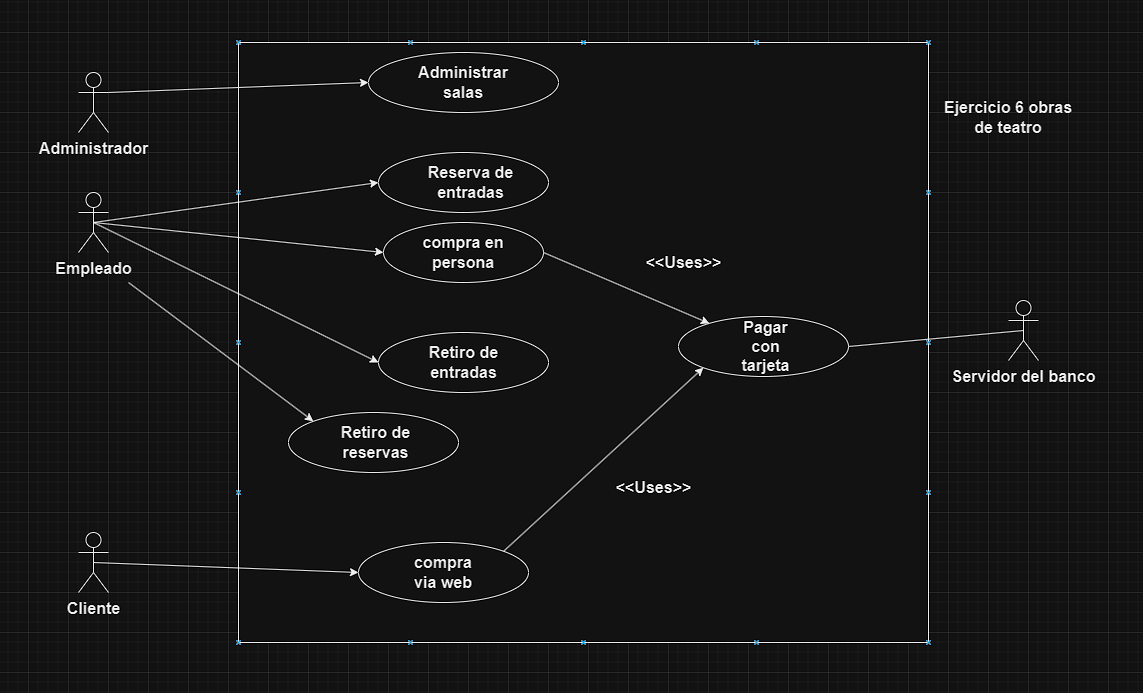 Administrar
salas
Ejercicio 6 obras
de teatro
Administrador
Reserva de
entradas
Empleado
compra en
persona
<<Uses>>
Pagar
con
tarjeta
Servidor del banco
Retiro de
entradas
Retiro de
reservas
<<Uses>>
compra
via web
Cliente